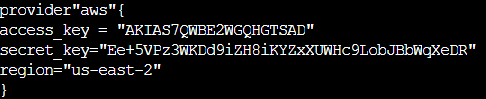 provider"aws"{
access_key = "AKIAS7QWBE2WGQHGTSAD"
secret_key="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"
region="us-east-2"
}